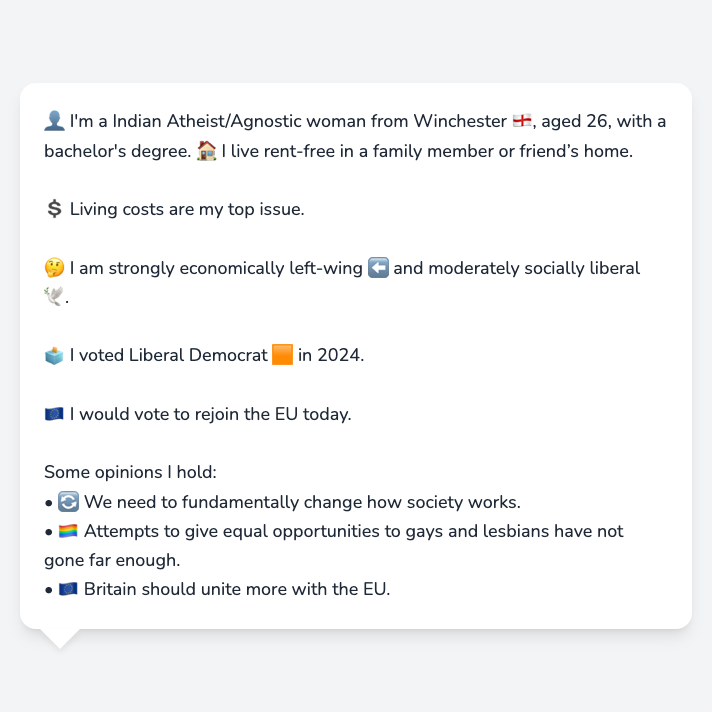 👤 I'm a Indian Atheist/Agnostic woman from Winchester 🏴󠁧󠁢󠁥󠁮󠁧󠁿, aged 26, with a
bachelor's degree. 🏠 I live rent-free in a family member or friend’s home.
💲 Living costs are my top issue.
🤔 I am strongly economically left-wing ⬅️ and moderately socially liberal
🕊️.
🗳️ I voted Liberal Democrat 🟧 in 2024.
🇪🇺 I would vote to rejoin the EU today.
Some opinions I hold:
• 🔄 We need to fundamentally change how society works.
• 🏳️‍🌈 Attempts to give equal opportunities to gays and lesbians have not
gone far enough.
• 🇪🇺 Britain should unite more with the EU.